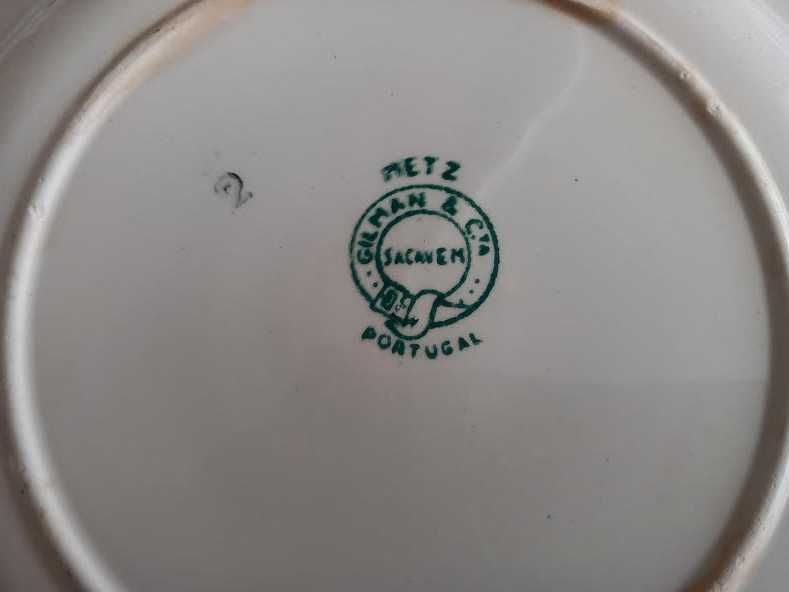 METZ
GILMAN & C.TA
SACAVEM
PORTUGAL
2